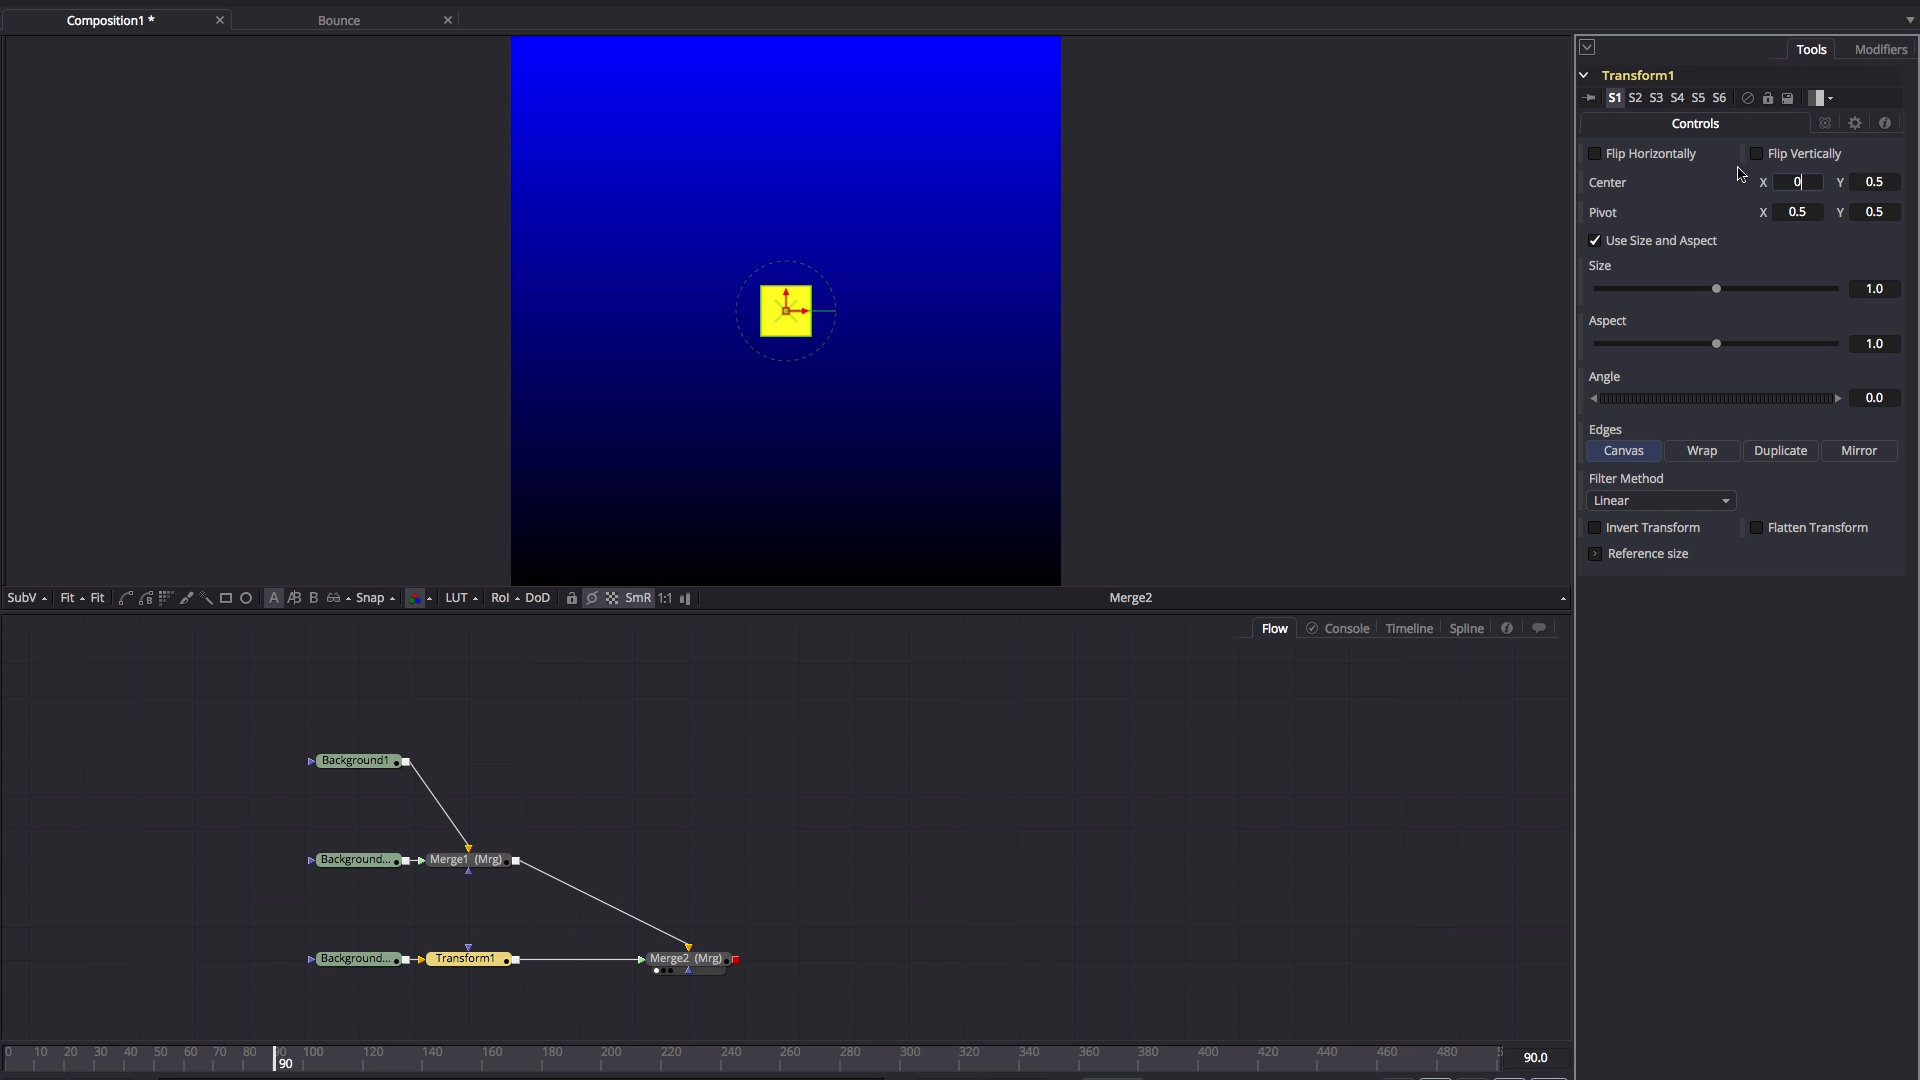 Composition1 *
Bounce
Tools Modifiers
Transform1
S1 S2 S3 S4 S5 S6
Controls
Flip Horizontally Flip Vertically
Center X 0 Y 0.5
Pivot X 0.5 Y 0.5
Use Size and Aspect
Size
1.0
Aspect
1.0
Angle
0.0
Edges
Canvas Wrap Duplicate Mirror
Filter Method
Linear
Invert Transform Flatten Transform
Reference size
SubV Fit Fit A B Snap LUT RoI DoD SmR 1:1 Merge2
Flow Console Timeline Spline
Background1
Background... Merge1 (Mrg)
Background... Transform1 Merge2 (Mrg)
0 10 20 30 40 50 60 70 80 100 120 140 160 180 200 220 240 260 280 300 320 340 360 380 400 420 440 460 480
90
90.0